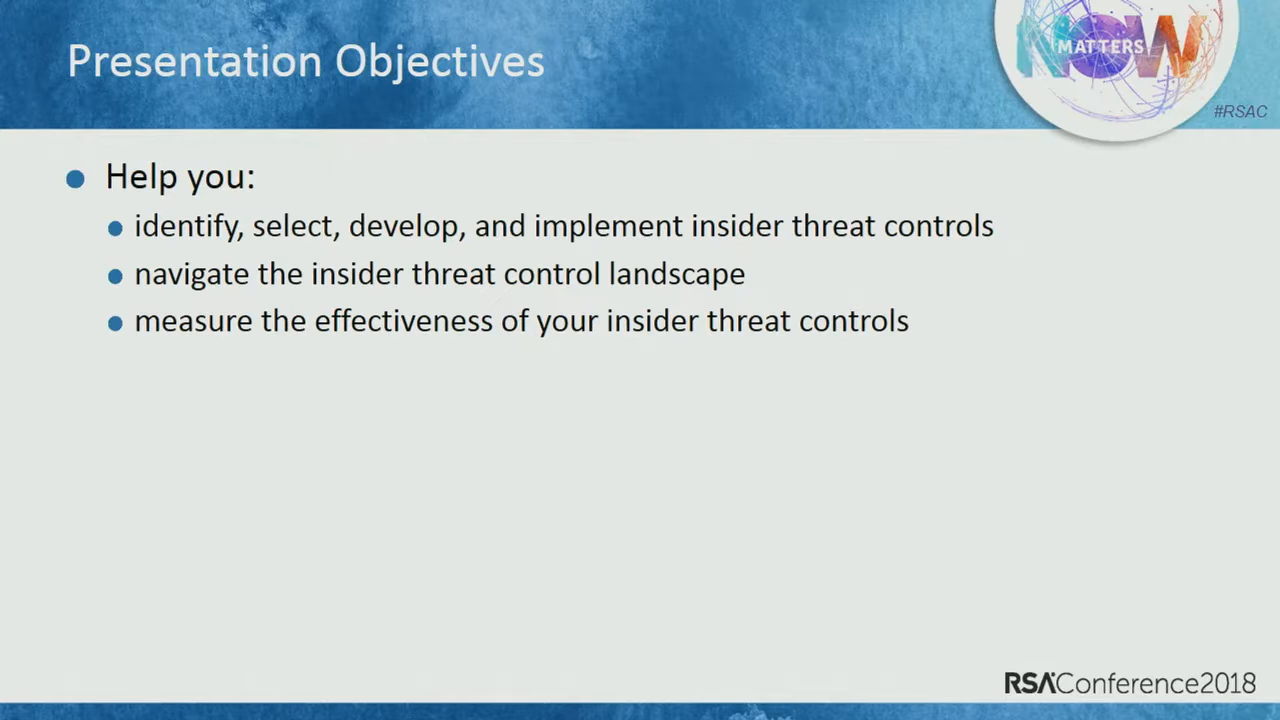 Presentation Objectives
NOW
MATTERS
#RSAC
Help you:
identify, select, develop, and implement insider threat controls
navigate the insider threat control landscape
measure the effectiveness of your insider threat controls
RSAConference2018